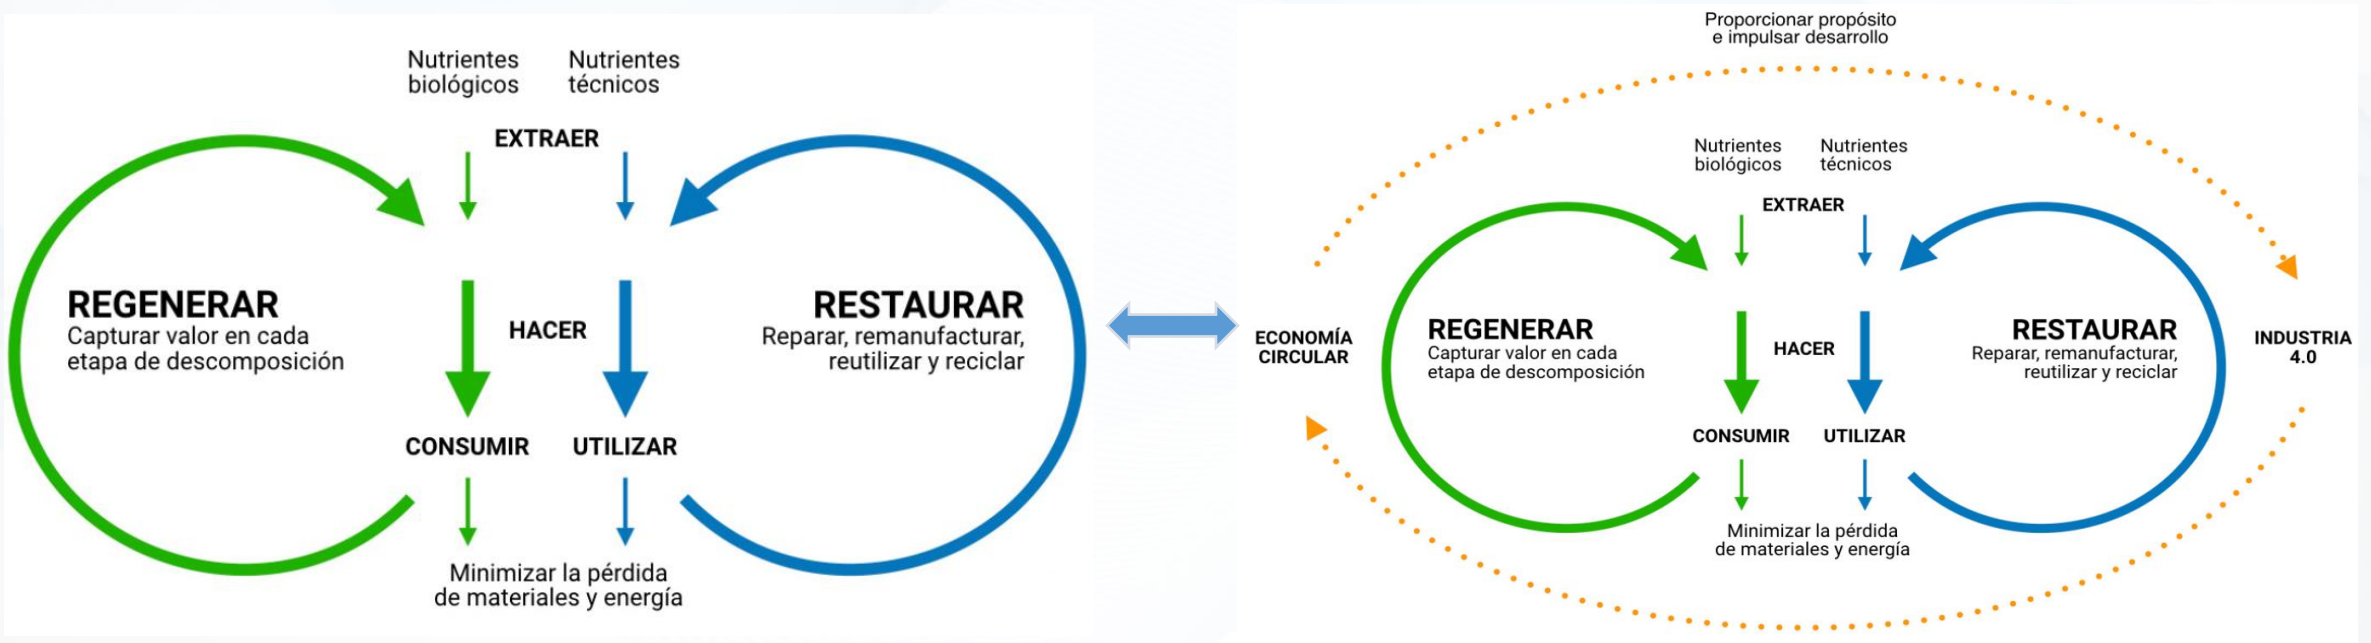 Nutrientes
biológicos
Nutrientes
técnicos
EXTRAER
REGENERAR
Capturar valor en cada
etapa de descomposición
HACER
RESTAURAR
Reparar, remanufacturar,
reutilizar y reciclar
CONSUMIR
UTILIZAR
Minimizar la pérdida
de materiales y energía
Proporcionar propósito
e impulsar desarrollo
Nutrientes
biológicos
Nutrientes
técnicos
EXTRAER
ECONOMÍA
CIRCULAR
REGENERAR
Capturar valor en cada
etapa de descomposición
HACER
RESTAURAR
Reparar, remanufacturar,
reutilizar y reciclar
INDUSTRIA
4.0
CONSUMIR
UTILIZAR
Minimizar la pérdida
de materiales y energía